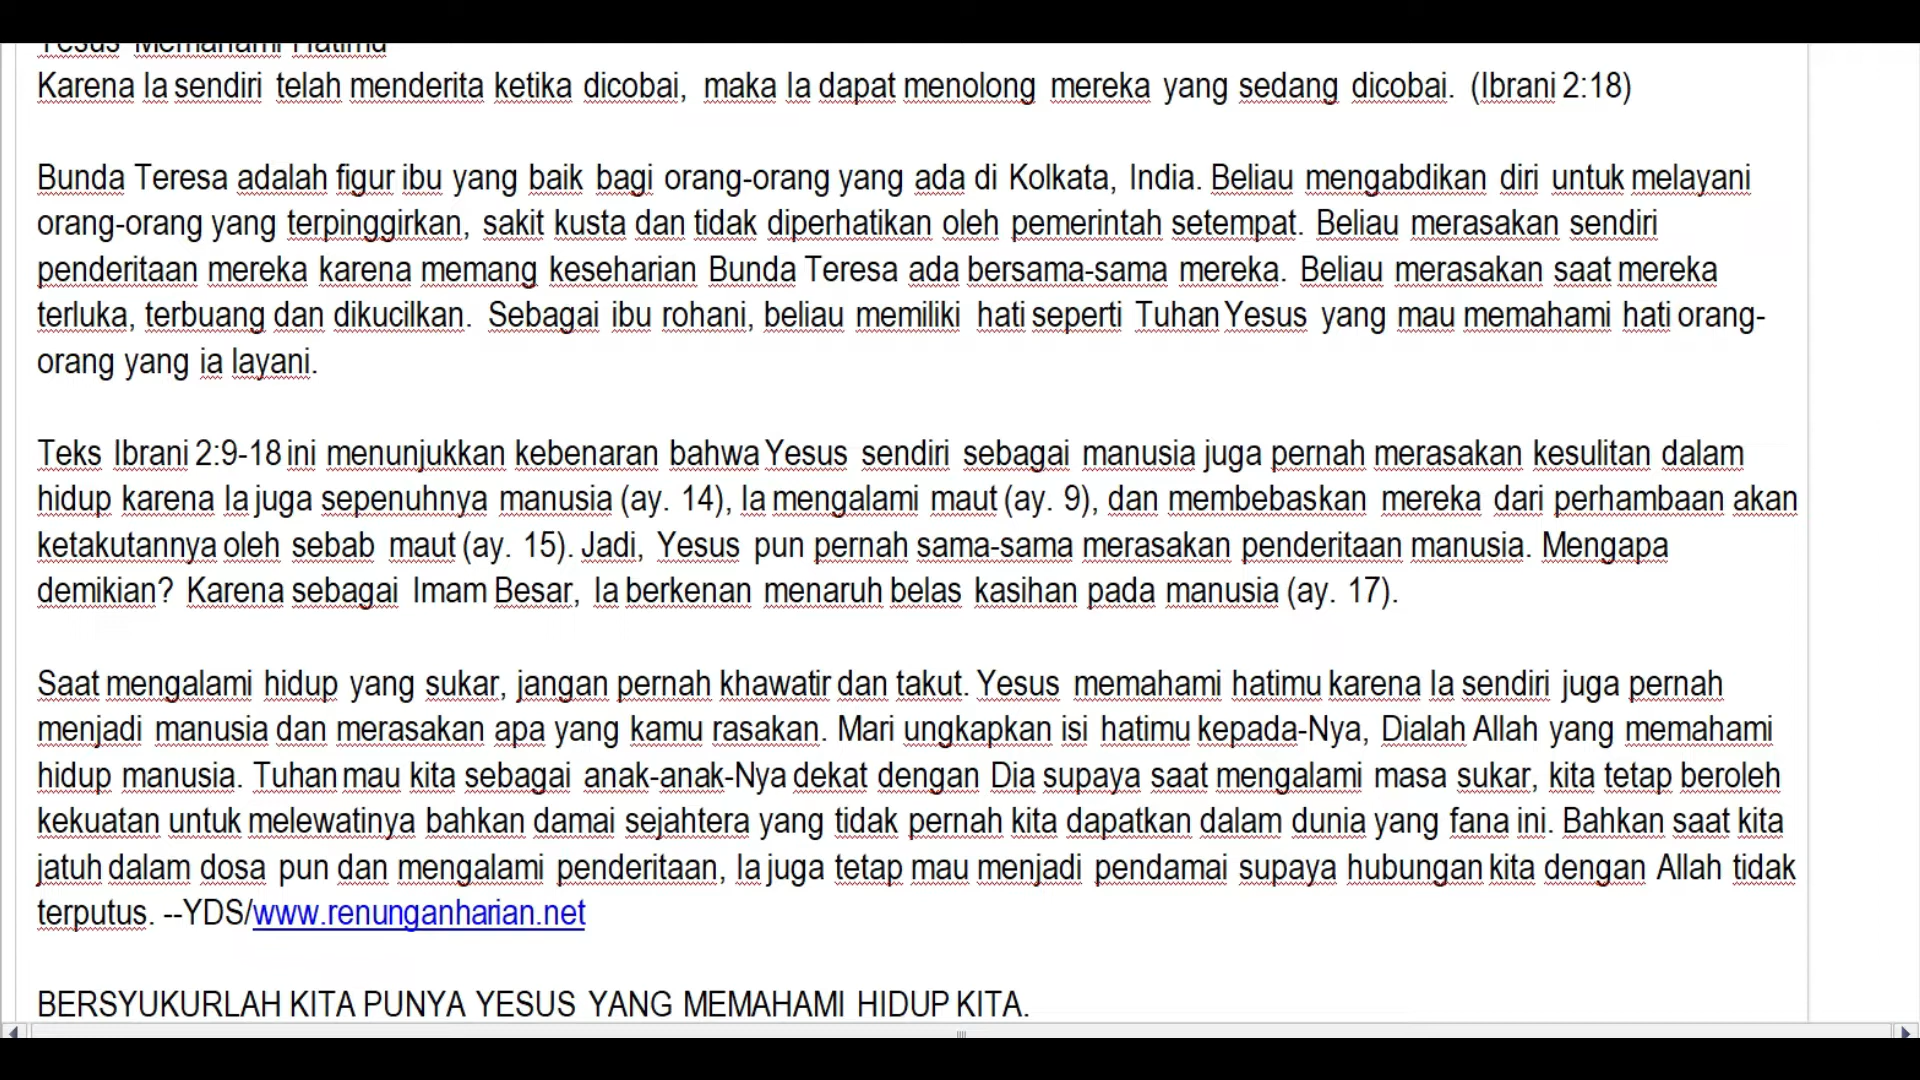 Yesus Memahami Hatimu
Karena Ia sendiri telah menderita ketika dicobai, maka Ia dapat menolong mereka yang sedang dicobai. (Ibrani 2:18)
Bunda Teresa adalah figur ibu yang baik bagi orang-orang yang ada di Kolkata, India. Beliau mengabdikan diri untuk melayani
orang-orang yang terpinggirkan, sakit kusta dan tidak diperhatikan oleh pemerintah setempat. Beliau merasakan sendiri
penderitaan mereka karena memang keseharian Bunda Teresa ada bersama-sama mereka. Beliau merasakan saat mereka
terluka, terbuang dan dikucilkan. Sebagai ibu rohani, beliau memiliki hati seperti Tuhan Yesus yang mau memahami hati orang-
orang yang ia layani.
Teks Ibrani 2:9-18 ini menunjukkan kebenaran bahwa Yesus sendiri sebagai manusia juga pernah merasakan kesulitan dalam
hidup karena Ia juga sepenuhnya manusia (ay. 14), Ia mengalami maut (ay. 9), dan membebaskan mereka dari perhambaan akan
ketakutannya oleh sebab maut (ay. 15). Jadi, Yesus pun pernah sama-sama merasakan penderitaan manusia. Mengapa
demikian? Karena sebagai Imam Besar, Ia berkenan menaruh belas kasihan pada manusia (ay. 17).
Saat mengalami hidup yang sukar, jangan pernah khawatir dan takut. Yesus memahami hatimu karena Ia sendiri juga pernah
menjadi manusia dan merasakan apa yang kamu rasakan. Mari ungkapkan isi hatimu kepada-Nya, Dialah Allah yang memahami
hidup manusia. Tuhan mau kita sebagai anak-anak-Nya dekat dengan Dia supaya saat mengalami masa sukar, kita tetap beroleh
kekuatan untuk melewatinya bahkan damai sejahtera yang tidak pernah kita dapatkan dalam dunia yang fana ini. Bahkan saat kita
jatuh dalam dosa pun dan mengalami penderitaan, Ia juga tetap mau menjadi pendamai supaya hubungan kita dengan Allah tidak
terputus. --YDS/www.renunganharian.net
BERSYUKURLAH KITA PUNYA YESUS YANG MEMAHAMI HIDUP KITA.